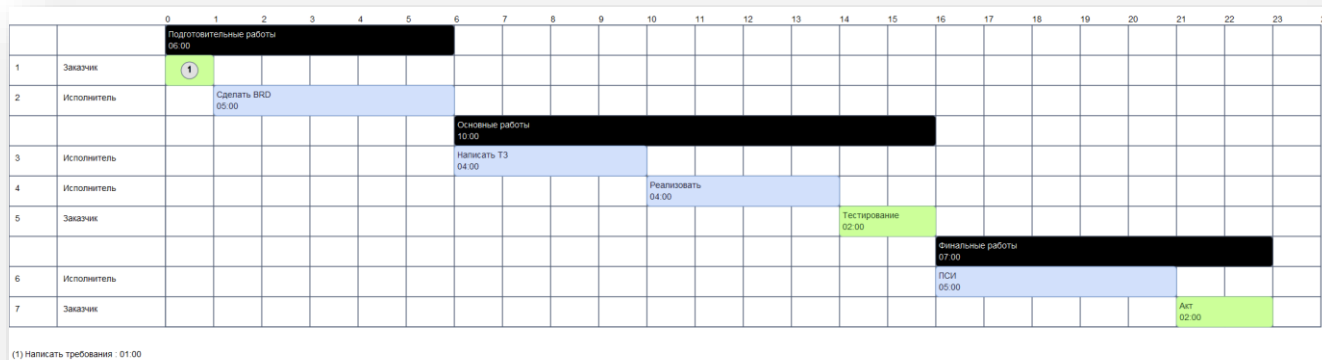 0 1 2 3 4 5 6 7 8 9 10 11 12 13 14 15 16 17 18 19 20 21 22 23
Подготовительные работы
06:00
1 Заказчик 1
2 Исполнитель Сделать BRD
05:00
Основные работы
10:00
3 Исполнитель Написать ТЗ
04:00
4 Исполнитель Реализовать
04:00
5 Заказчик Тестирование
02:00
Финальные работы
07:00
6 Исполнитель ПСИ
05:00
7 Заказчик Акт
02:00
(1) Написать требования : 01:00